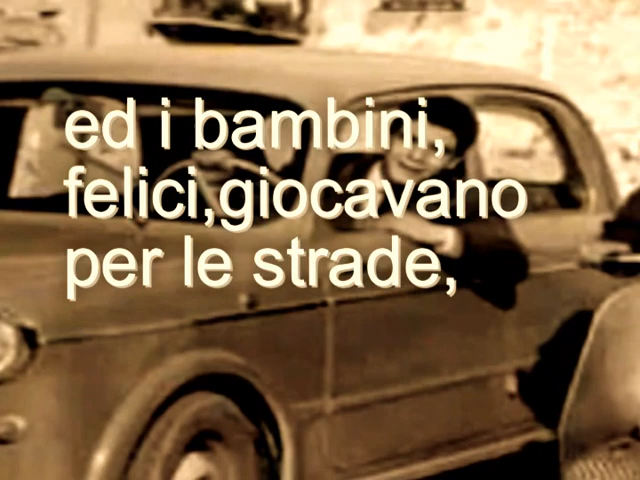 ed i bambini,
felici,giocavano
per le strade,